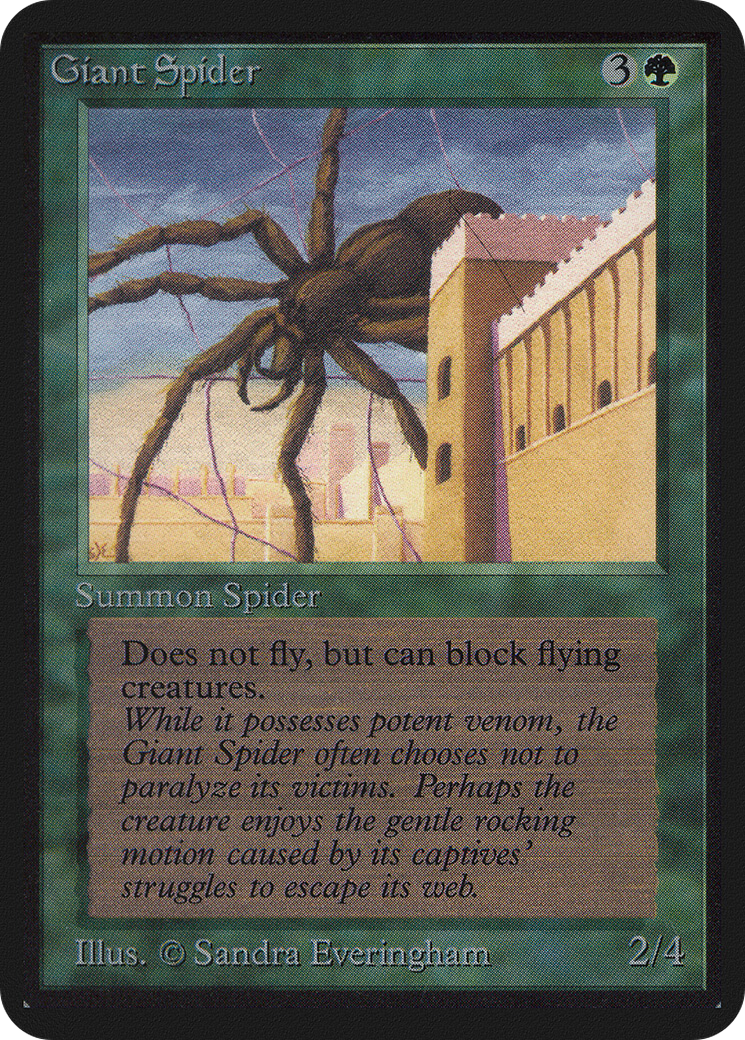 Giant Spider 3
Summon Spider
Does not fly, but can block flying
creatures.
While it possesses potent venom, the
Giant Spider often chooses not to
paralyze its victims. Perhaps the
creature enjoys the gentle rocking
motion caused by its captives'
struggles to escape its web.
Illus. © Sandra Everingham 2/4